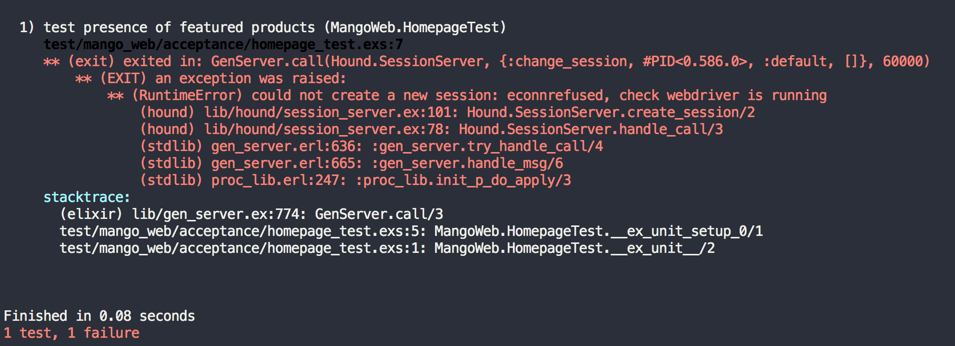 1) test presence of featured products (MangoWeb.HomepageTest)
test/mango_web/acceptance/homepage_test.exs:7
** (exit) exited in: GenServer.call(Hound.SessionServer, {:change_session, #PID<0.586.0>, :default, []}, 60000)
** (EXIT) an exception was raised:
** (RuntimeError) could not create a new session: econnrefused, check webdriver is running
(hound) lib/hound/session_server.ex:101: Hound.SessionServer.create_session/2
(hound) lib/hound/session_server.ex:78: Hound.SessionServer.handle_call/3
(stdlib) gen_server.erl:636: :gen_server.try_handle_call/4
(stdlib) gen_server.erl:665: :gen_server.handle_msg/6
(stdlib) proc_lib.erl:247: :proc_lib.init_p_do_apply/3
stacktrace:
(elixir) lib/gen_server.ex:774: GenServer.call/3
test/mango_web/acceptance/homepage_test.exs:5: MangoWeb.HomepageTest.__ex_unit_setup_0/1
test/mango_web/acceptance/homepage_test.exs:1: MangoWeb.HomepageTest.__ex_unit__/2
Finished in 0.08 seconds
1 test, 1 failure